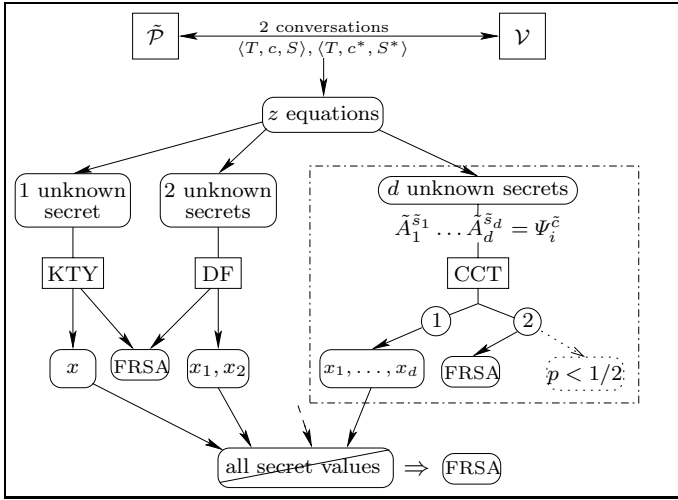 2 conversations
𝒫̃ 𝒱
⟨T, c, S⟩, ⟨T, c*, S*⟩
z equations
1 unknown secret
2 unknown secrets
d unknown secrets
Ã₁^{s̃₁} … Ã_d^{s̃_d} = Ψ_i^{c̃}
KTY DF CCT
1 2
x FRSA x₁, x₂ x₁, …, x_d FRSA p < 1/2
all secret values ⇒ FRSA